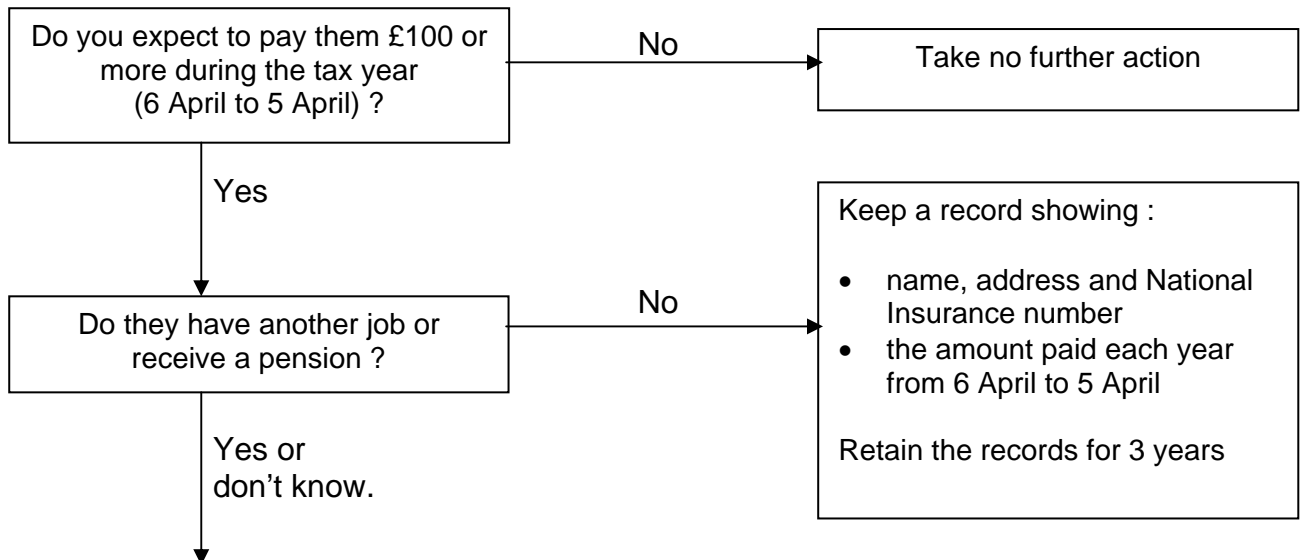 Do you expect to pay them £100 or
more during the tax year
(6 April to 5 April) ?
No
Take no further action
Yes
Do they have another job or
receive a pension ?
No
Keep a record showing :
• name, address and National
Insurance number
• the amount paid each year
from 6 April to 5 April
Retain the records for 3 years
Yes or
don’t know.